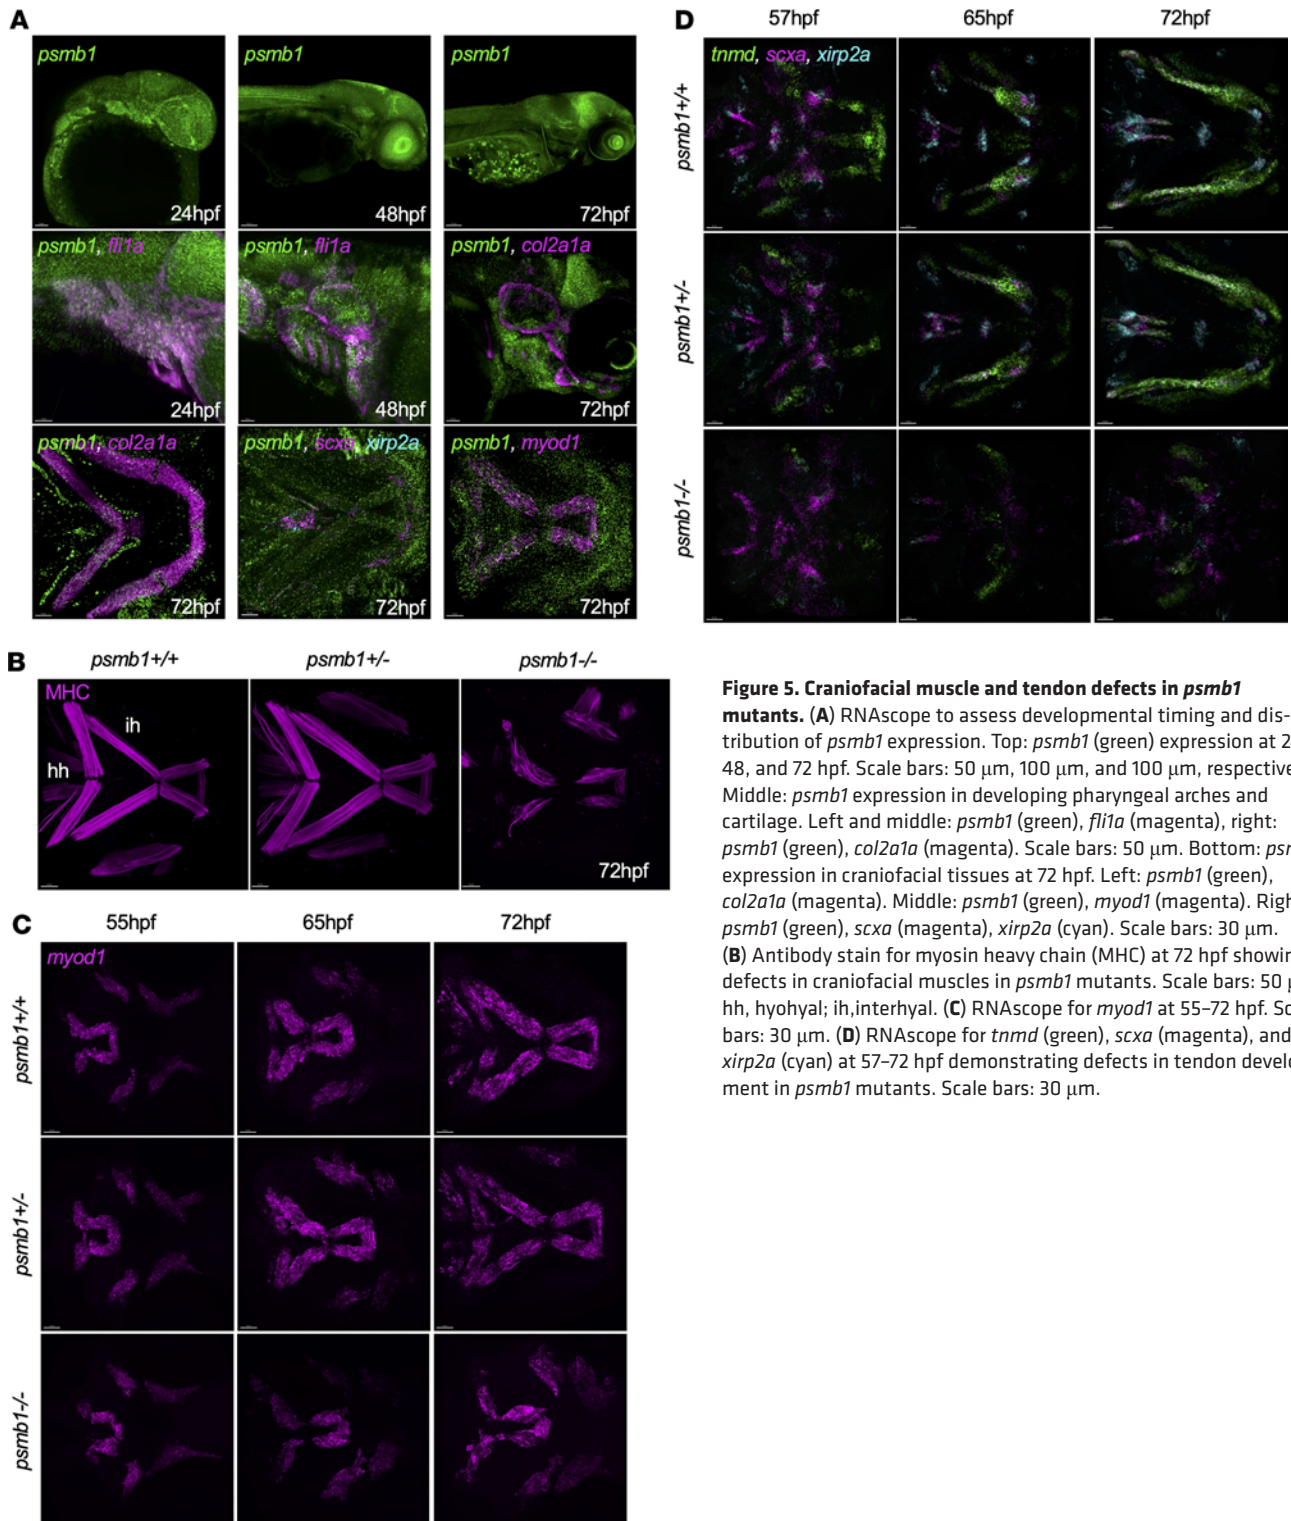 A
psmb1
24hpf
psmb1
48hpf
psmb1
72hpf
psmb1, fli1a
24hpf
psmb1, fli1a
48hpf
psmb1, col2a1a
72hpf
psmb1, col2a1a
72hpf
psmb1, scxa, xirp2a
72hpf
psmb1, myod1
72hpf
B
psmb1+/+
psmb1+/-
psmb1-/-
MHC
ih
hh
72hpf
C
55hpf
65hpf
72hpf
myod1
psmb1+/+
psmb1+/-
psmb1-/-
D
57hpf
65hpf
72hpf
tnmd, scxa, xirp2a
psmb1+/+
psmb1+/-
psmb1-/-
Figure 5. Craniofacial muscle and tendon defects in psmb1
mutants. (A) RNAscope to assess developmental timing and dis-
tribution of psmb1 expression. Top: psmb1 (green) expression at 2
48, and 72 hpf. Scale bars: 50 μm, 100 μm, and 100 μm, respective
Middle: psmb1 expression in developing pharyngeal arches and
cartilage. Left and middle: psmb1 (green), fli1a (magenta), right:
psmb1 (green), col2a1a (magenta). Scale bars: 50 μm. Bottom: psm
expression in craniofacial tissues at 72 hpf. Left: psmb1 (green),
col2a1a (magenta). Middle: psmb1 (green), myod1 (magenta). Righ
psmb1 (green), scxa (magenta), xirp2a (cyan). Scale bars: 30 μm.
(B) Antibody stain for myosin heavy chain (MHC) at 72 hpf showin
defects in craniofacial muscles in psmb1 mutants. Scale bars: 50 μ
hh, hyohyal; ih,interhyal. (C) RNAscope for myod1 at 55–72 hpf. Sc
bars: 30 μm. (D) RNAscope for tnmd (green), scxa (magenta), and
xirp2a (cyan) at 57–72 hpf demonstrating defects in tendon develo
ment in psmb1 mutants. Scale bars: 30 μm.